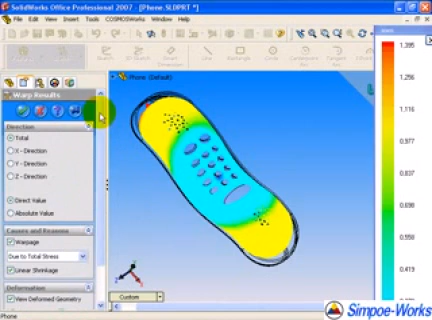 SolidWorks Office Professional 2007 - [Phone.SLDPRT *]
File Edit View Insert Tools COSMOSWorks Window Help
Phone (Default)
Warp Results
Direction
Total
X - Direction
Y - Direction
Z - Direction
Direct Value
Absolute Value
Causes and Reasons
Warpage
Due to Total Stress
Linear Shrinkage
Deformation
View Deformed Geometry
Custom
1.395
1.255
1.116
0.977
0.838
0.698
0.559
0.419
Simpoe-Works
Phone